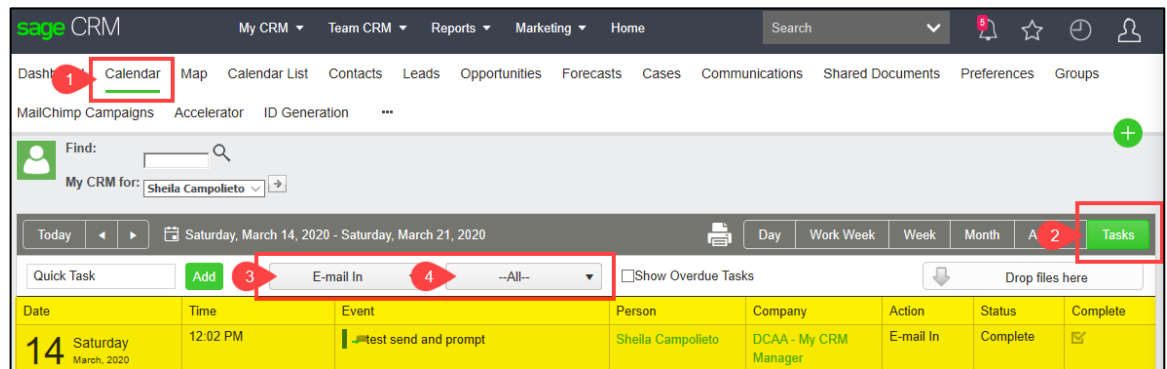 sage CRM My CRM Team CRM Reports Marketing Home Search 5
1 Calendar Map Calendar List Contacts Leads Opportunities Forecasts Cases Communications Shared Documents Preferences Groups
MailChimp Campaigns Accelerator ID Generation ...
Find:
My CRM for: Sheila Campolieto
Today Saturday, March 14, 2020 - Saturday, March 21, 2020 Day Work Week Week Month 2 Tasks
Quick Task Add 3 E-mail In 4 --All-- Show Overdue Tasks Drop files here
Date Time Event Person Company Action Status Complete
14 Saturday 12:02 PM test send and prompt Sheila Campolieto DCAA - My CRM E-mail In Complete
March, 2020 Manager